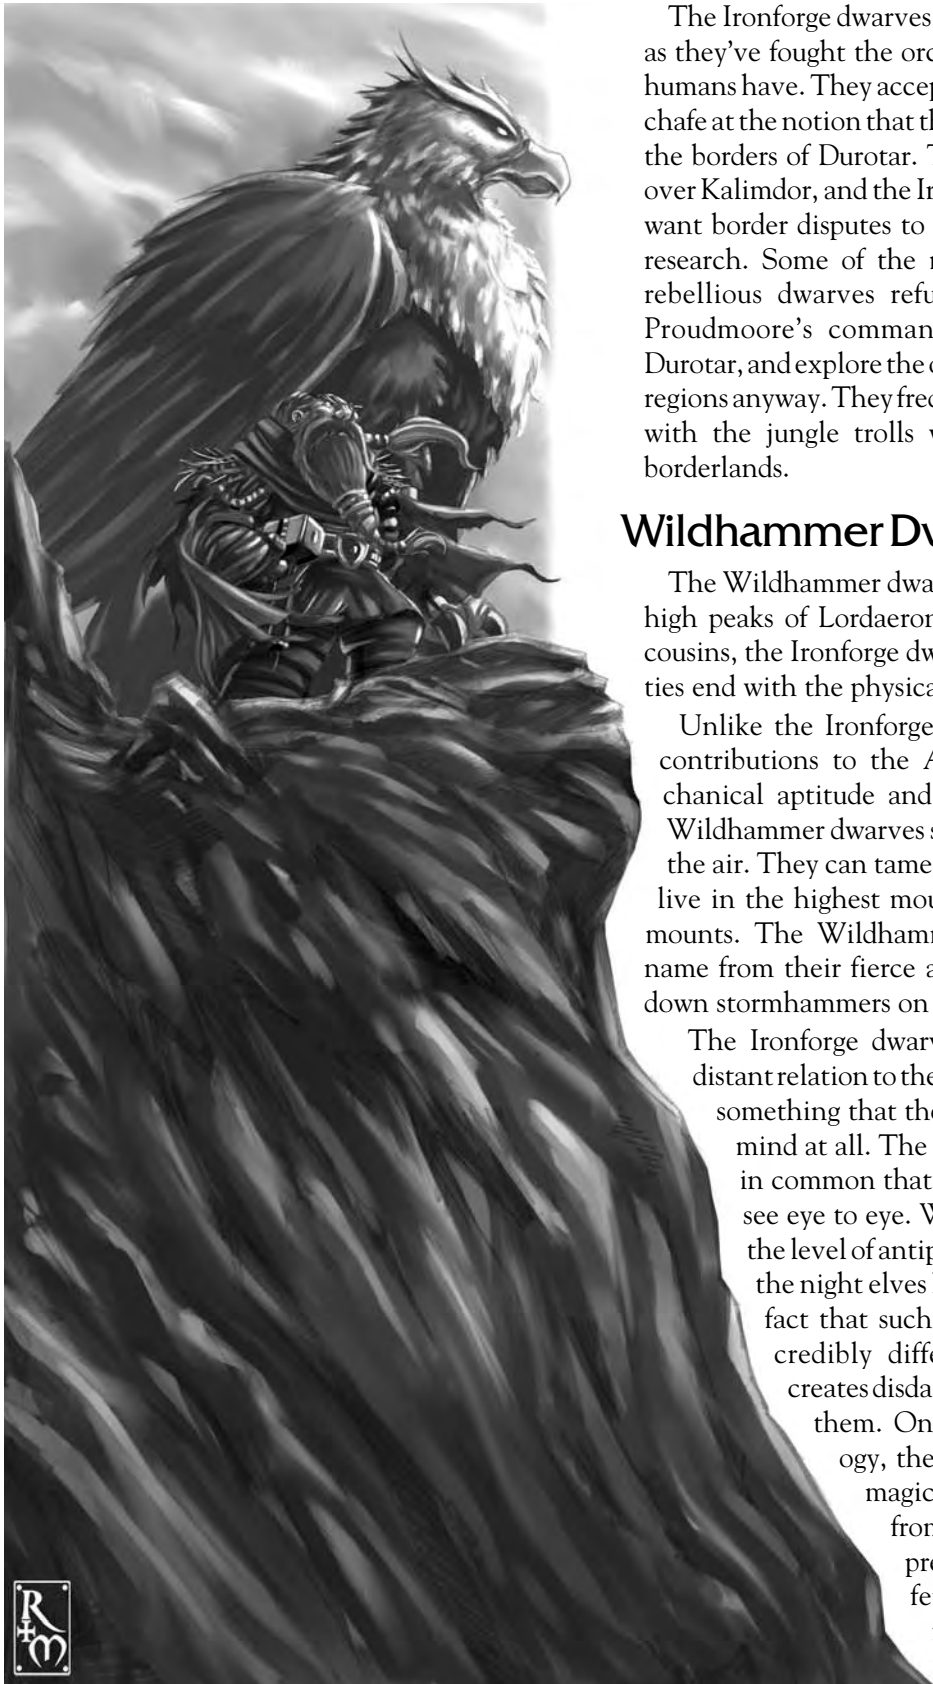 The Ironforge dwarves
as they've fought the orc
humans have. They accep
chafe at the notion that th
the borders of Durotar. T
over Kalimdor, and the Ir
want border disputes to
research. Some of the r
rebellious dwarves refu
Proudmoore's comman
Durotar, and explore the
regions anyway. They fred
with the jungle trolls
borderlands.
Wildhammer Dv
The Wildhammer dwa
high peaks of Lordaeron
cousins, the Ironforge dw
ties end with the physica
Unlike the Ironforge
contributions to the A
chanical aptitude and
Wildhammer dwarves s
the air. They can tame
live in the highest mou
mounts. The Wildhamm
name from their fierce a
down stormhammers on
The Ironforge dwarv
distant relation to the
something that the
mind at all. The
in common that
see eye to eye. W
the level of antip
the night elves
fact that such
credibly diffe
creates disda
them. On
ogy, the
magic
from
pre
fe
R
M